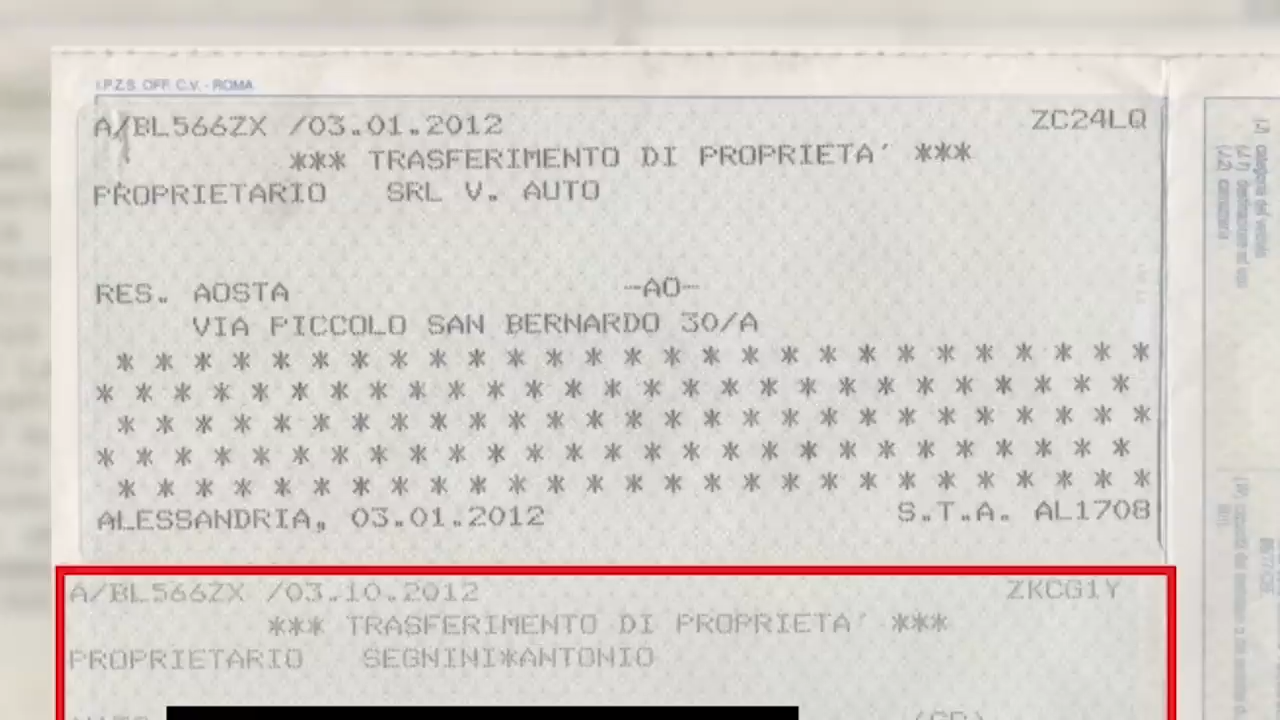 I.P.Z.S. OFF. C.V. - ROMA
A/BL566ZX /03.01.2012 ZC24LQ
*** TRASFERIMENTO DI PROPRIETA' ***
PROPRIETARIO SRL V. AUTO
RES. AOSTA -AO-
VIA PICCOLO SAN BERNARDO 30/A
* * * * * * * * * * * * * * * * * * * * * * * * * * *
* * * * * * * * * * * * * * * * * * * * * * * * * * *
* * * * * * * * * * * * * * * * * * * * * * * * * * *
* * * * * * * * * * * * * * * * * * * * * * * * * * *
* * * * * * * * * * * * * * * * * * * * * * * * * * *
ALESSANDRIA, 03.01.2012 S.T.A. AL1708
A/BL566ZX /03.10.2012 ZKCG1Y
*** TRASFERIMENTO DI PROPRIETA' ***
PROPRIETARIO SEGNINI*ANTONIO